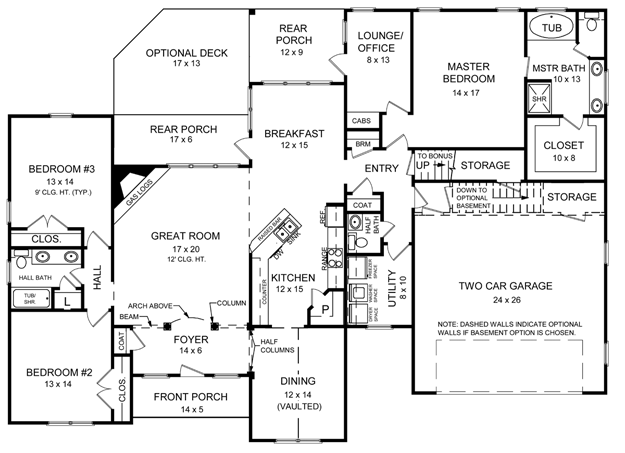 OPTIONAL DECK
17 x 13
REAR
PORCH
12 x 9
LOUNGE/
OFFICE
8 x 13
MASTER
BEDROOM
14 x 17
TUB
MSTR BATH
10 x 13
SHR
CABS
REAR PORCH
17 x 6
BREAKFAST
12 x 15
BRM
CLOSET
10 x 8
ENTRY
TO BONUS
UP
STORAGE
BEDROOM #3
13 x 14
9' CLG. HT. (TYP.)
GAS LOGS
DOWN TO
OPTIONAL
BASEMENT
STORAGE
COAT
REF.
HALF
BATH
RAISED BAR
DW
SNK
GREAT ROOM
17 x 20
12' CLG. HT.
CLOS.
HALL
HALL BATH
TUB/
SHR.
L
RANGE
KITCHEN
12 x 15
COUNTER
P
FREEZER
SPACE
WASHER
SPACE
DRYER
SPACE
UTILITY
8 x 10
TWO CAR GARAGE
24 x 26
NOTE: DASHED WALLS INDICATE OPTIONAL
WALLS IF BASEMENT OPTION IS CHOSEN.
ARCH ABOVE
COLUMN
BEAM
COAT
FOYER
14 x 6
HALF
COLUMNS
BEDROOM #2
13 x 14
CLOS.
FRONT PORCH
14 x 5
DINING
12 x 14
(VAULTED)